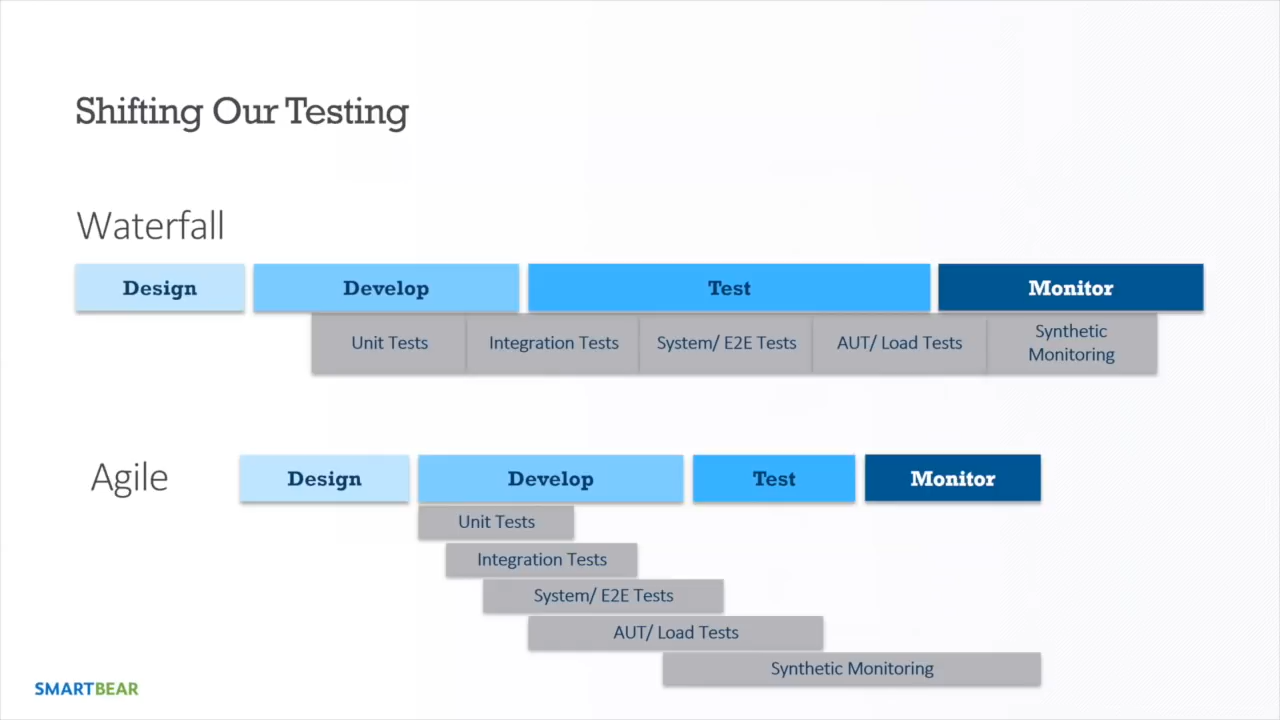 Shifting Our Testing
Waterfall
Design Develop Test Monitor
Unit Tests Integration Tests System/ E2E Tests AUT/ Load Tests Synthetic
Monitoring
Agile
Design Develop Test Monitor
Unit Tests
Integration Tests
System/ E2E Tests
AUT/ Load Tests
Synthetic Monitoring
SMARTBEAR